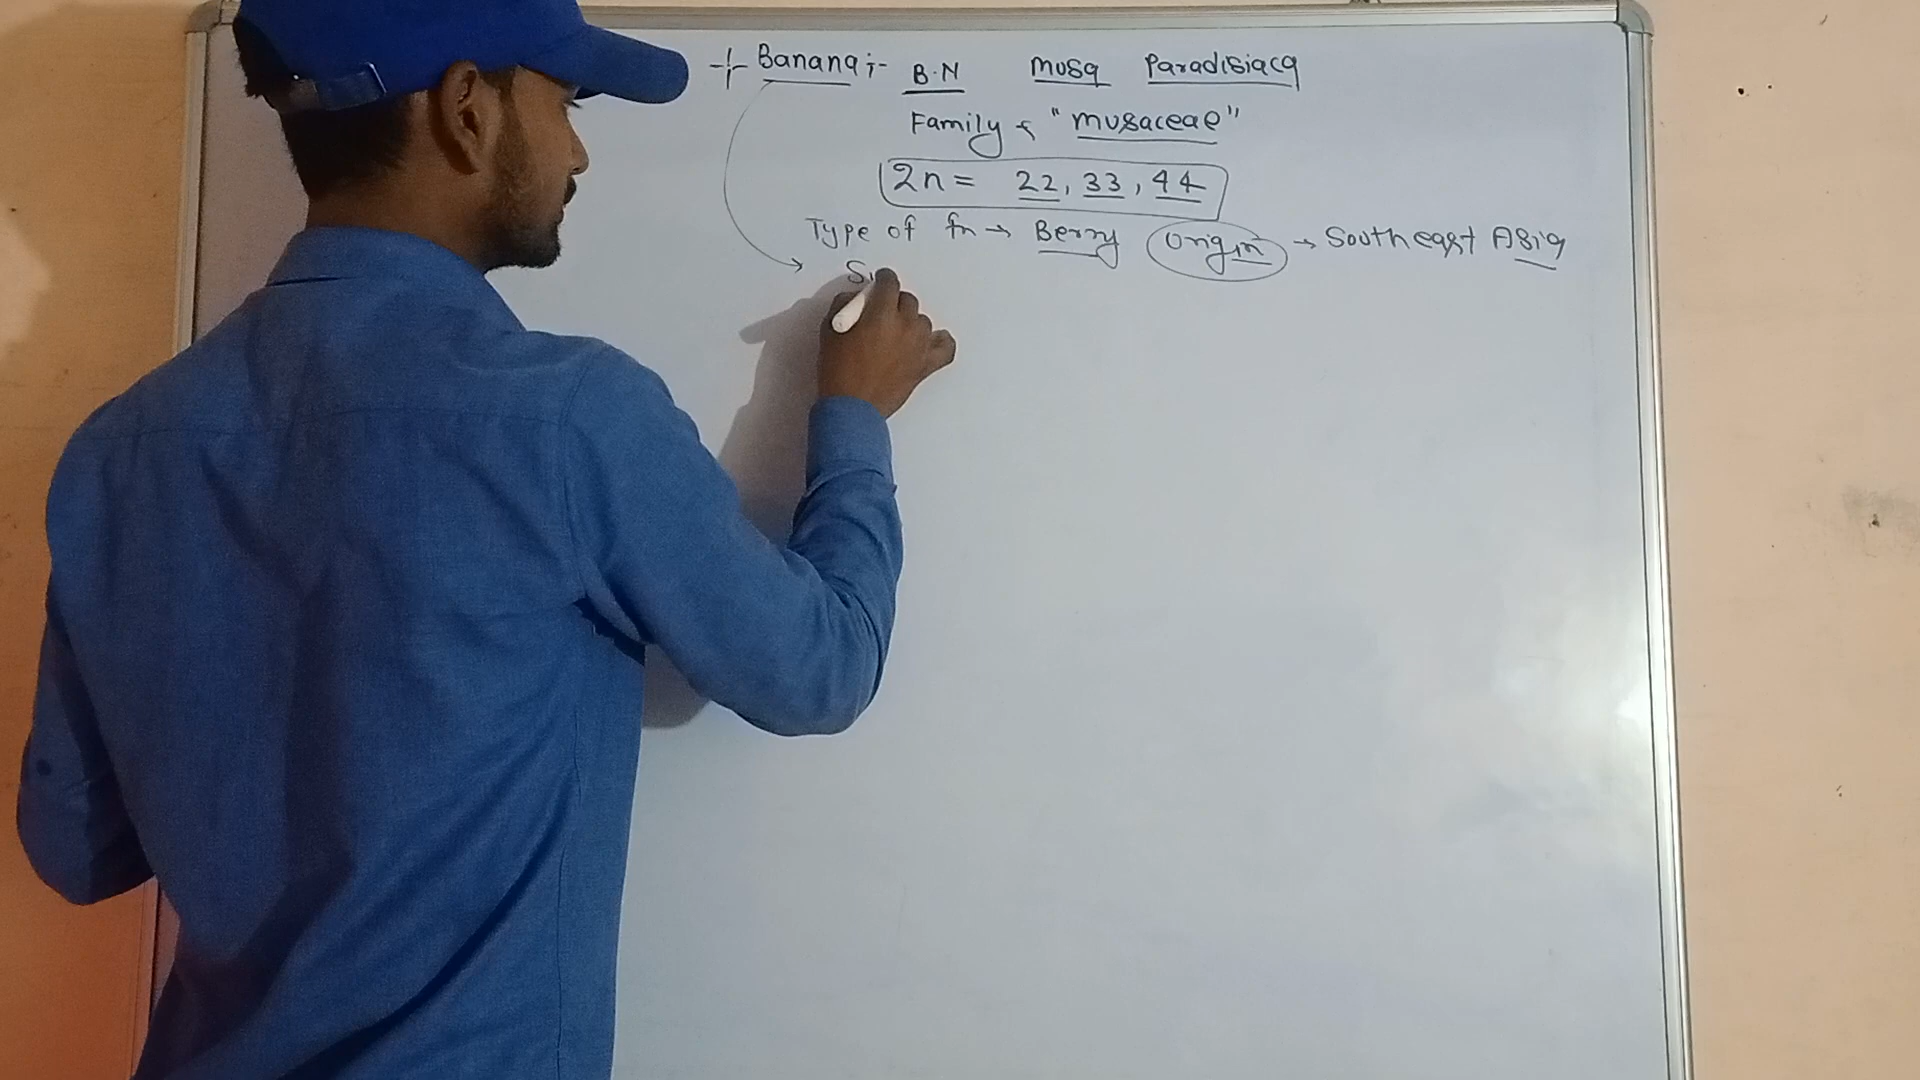 Banana :- B.N Musa Paradisiaca
Family "Musaceae"
2n = 22, 33, 44
Type of fr → Berry Origin → Southeast Asia